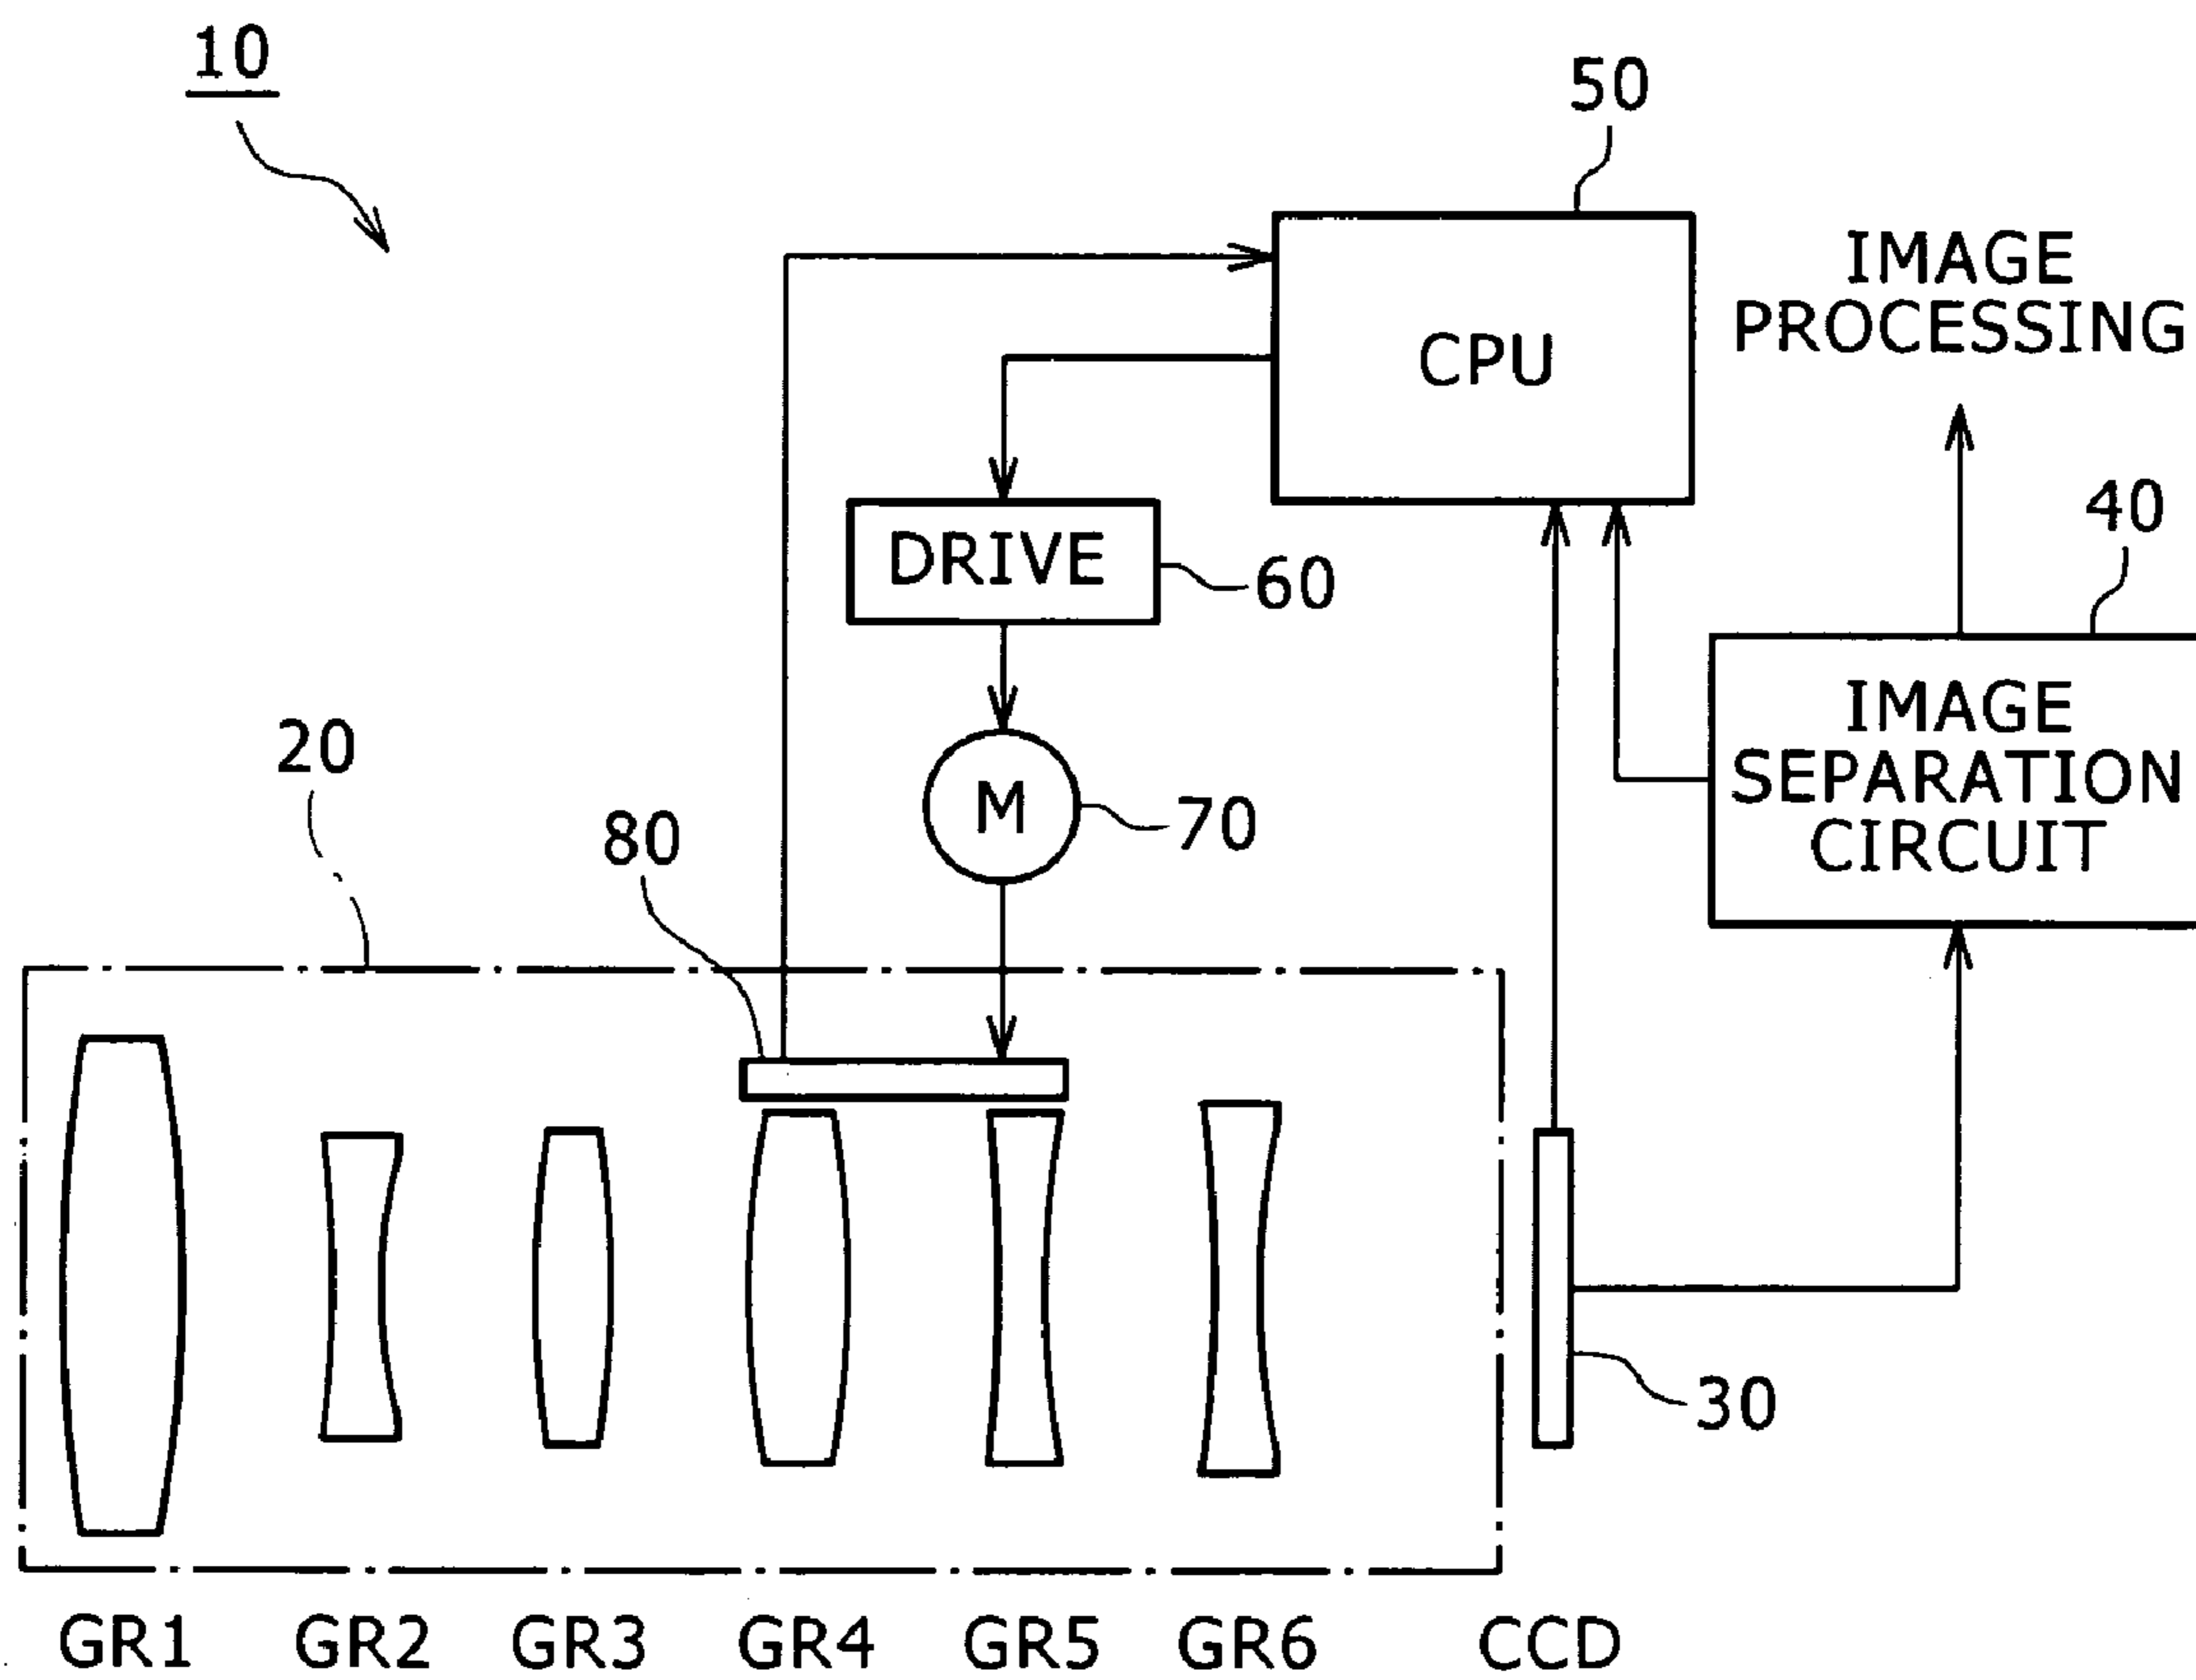 10
50
IMAGE
PROCESSING
CPU
40
DRIVE
60
IMAGE
SEPARATION
CIRCUIT
20
M
70
80
30
GR1 GR2 GR3 GR4 GR5 GR6 CCD